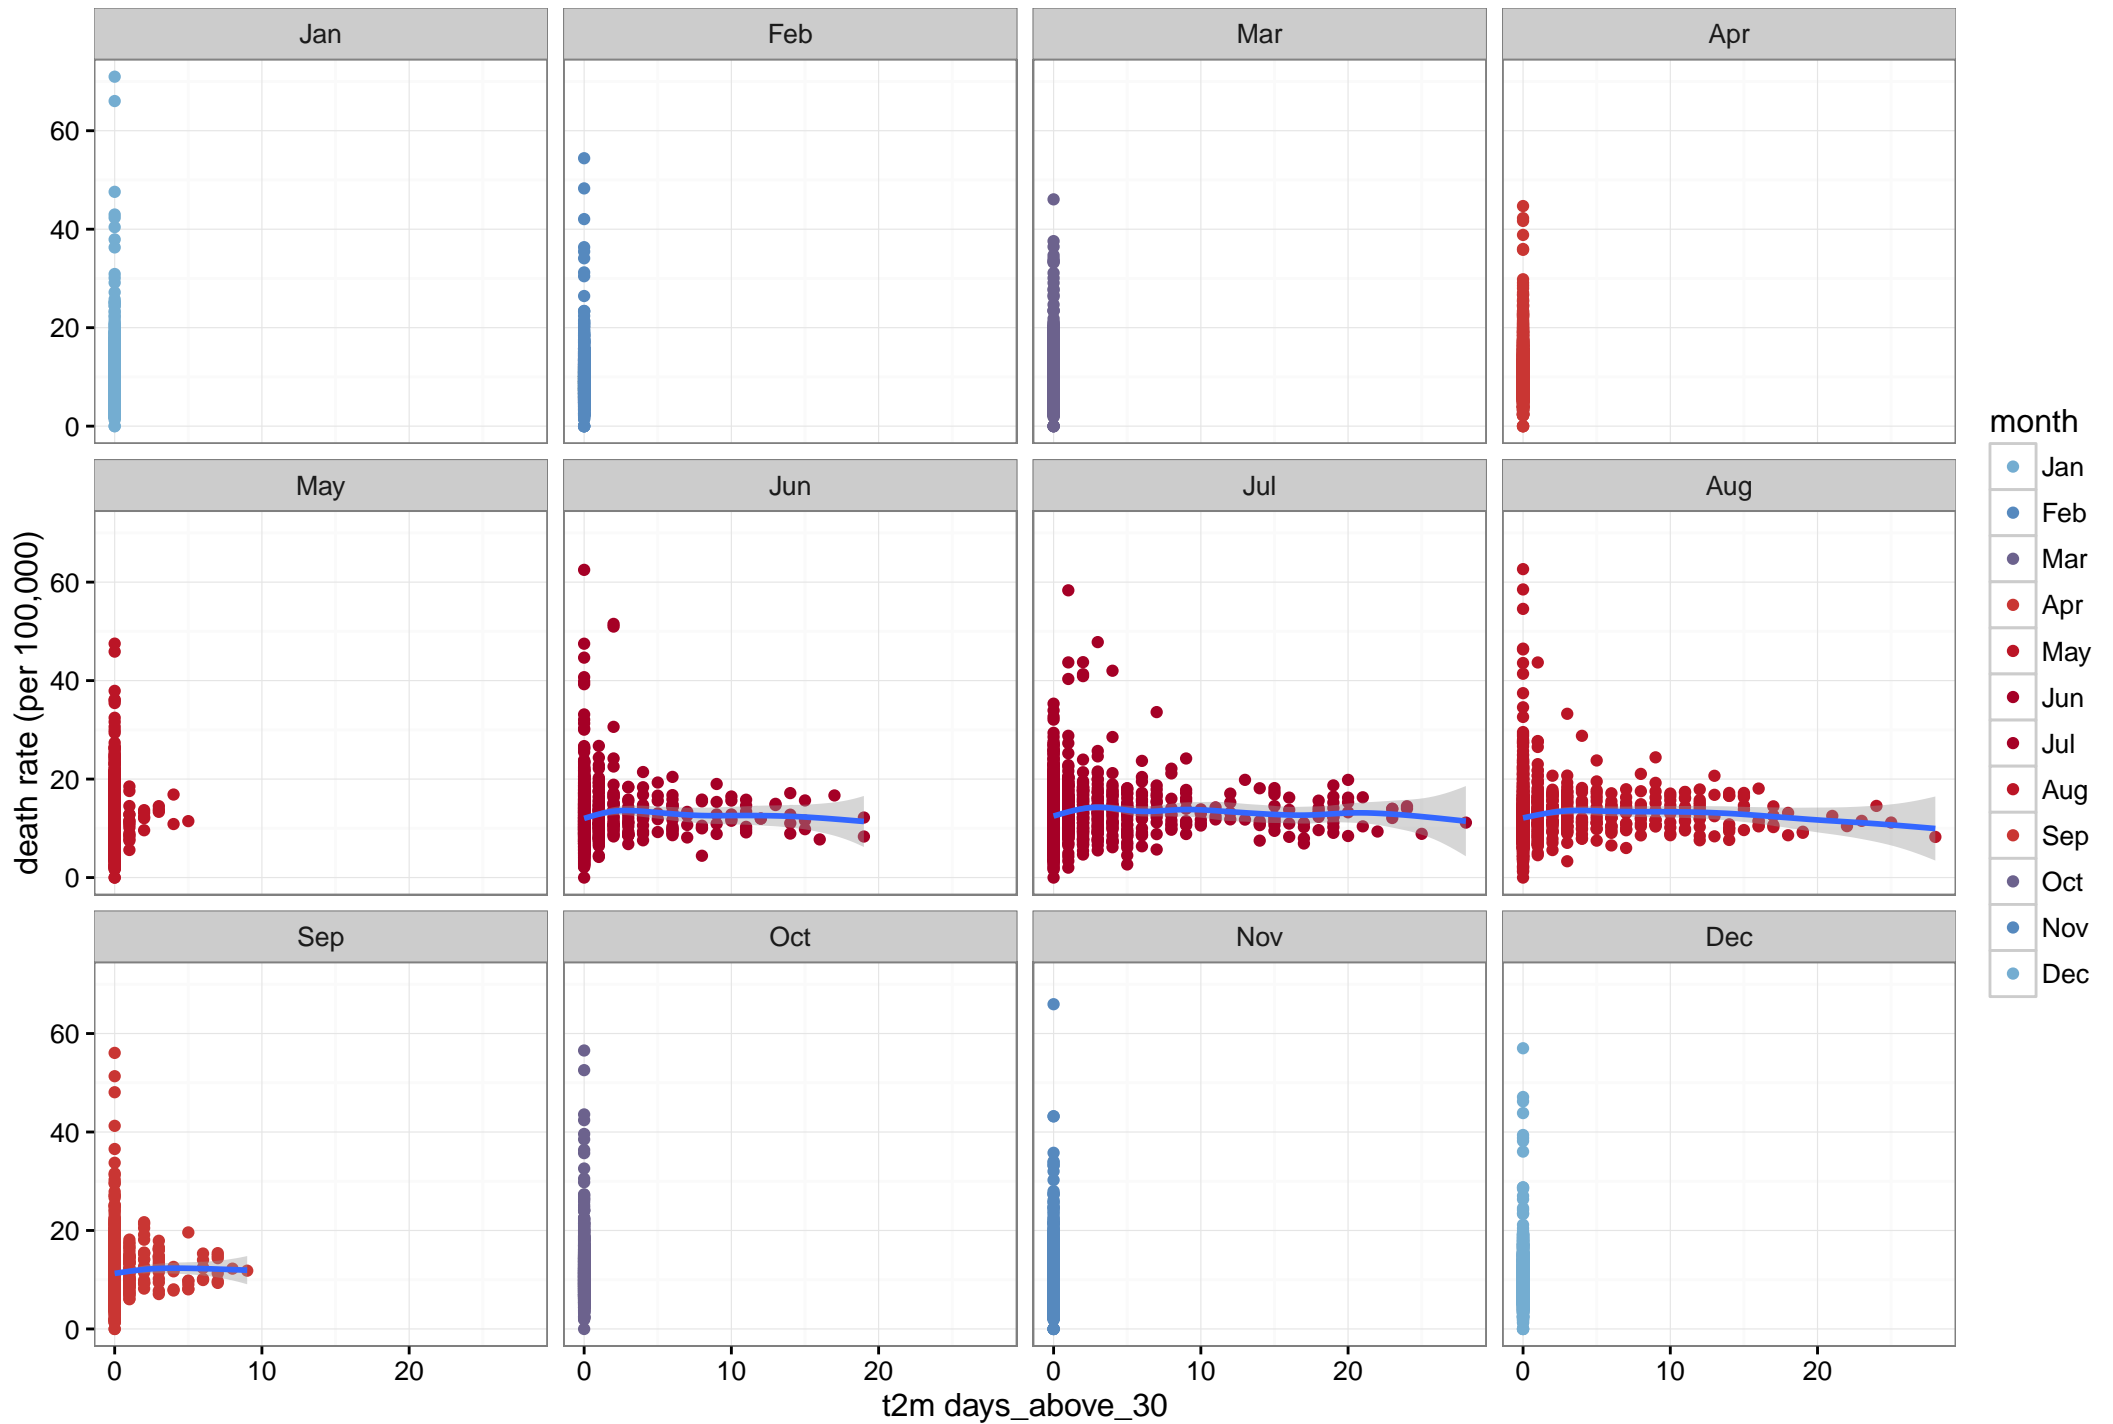 Jan Feb Mar Apr
60
40
20
0
May Jun Jul Aug
60
40
20
0
Sep Oct Nov Dec
60
40
20
0
0 10 20 0 10 20 0 10 20 0 10 20
t2m days_above_30
death rate (per 100,000)
month
Jan
Feb
Mar
Apr
May
Jun
Jul
Aug
Sep
Oct
Nov
Dec